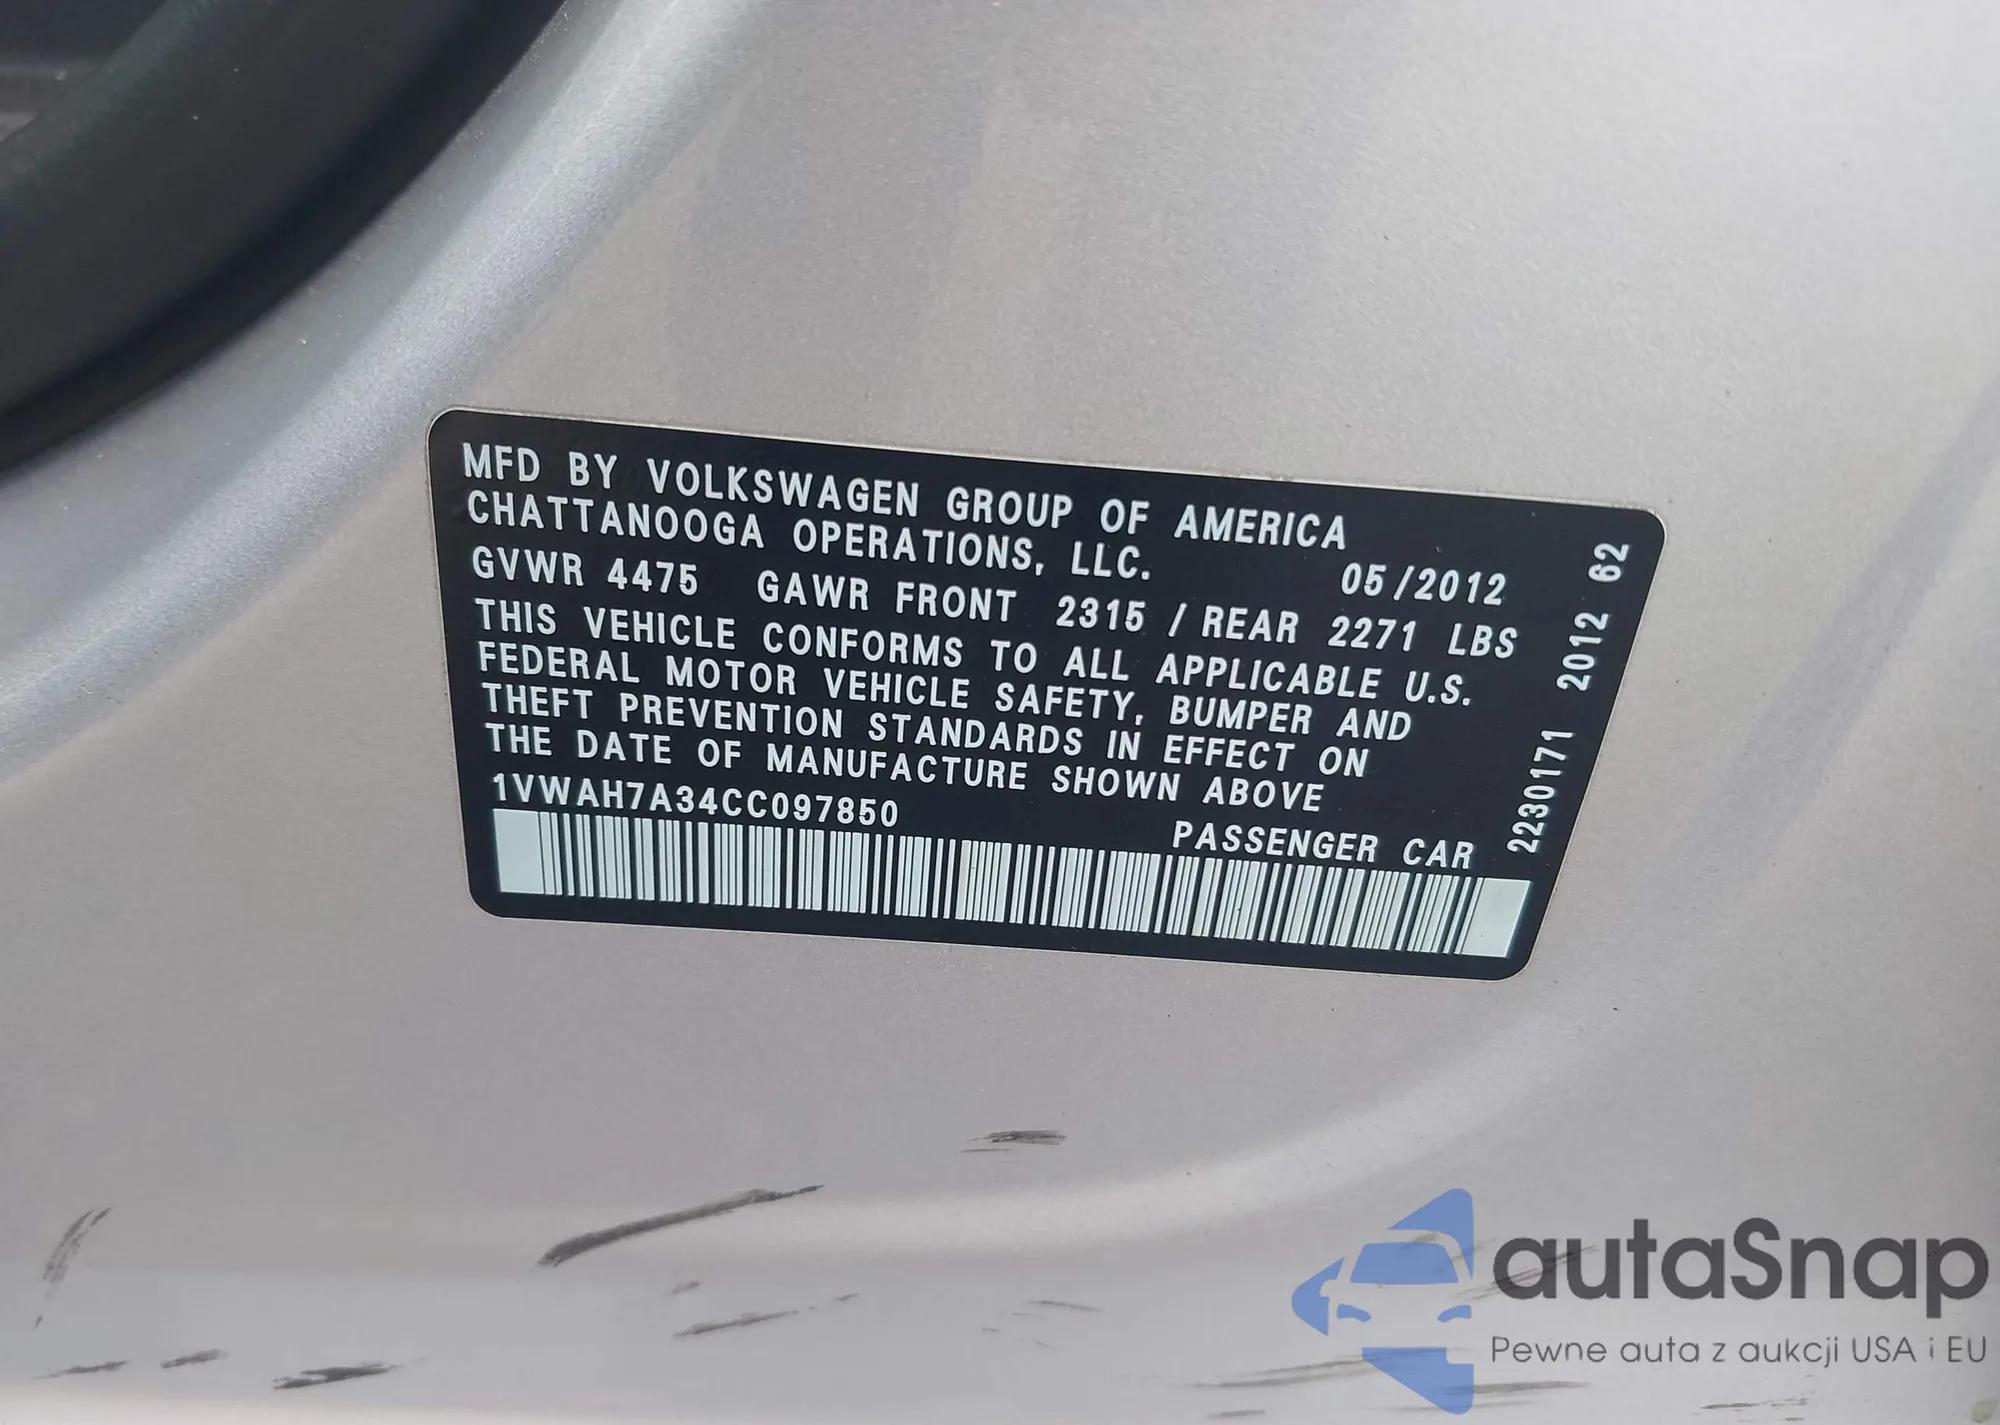 MFD BY VOLKSWAGEN GROUP OF AMERICA
CHATTANOOGA OPERATIONS, LLC.
05/2012
GVWR 4475 GAWR FRONT 2315 / REAR 2271 LBS
THIS VEHICLE CONFORMS TO ALL APPLICABLE U.S.
FEDERAL MOTOR VEHICLE SAFETY, BUMPER AND
THEFT PREVENTION STANDARDS IN EFFECT ON
THE DATE OF MANUFACTURE SHOWN ABOVE
1VWAH7A34CC097850
PASSENGER CAR
2230171 2012 62
autaSnap
Pewne auta z aukcji USA i EU